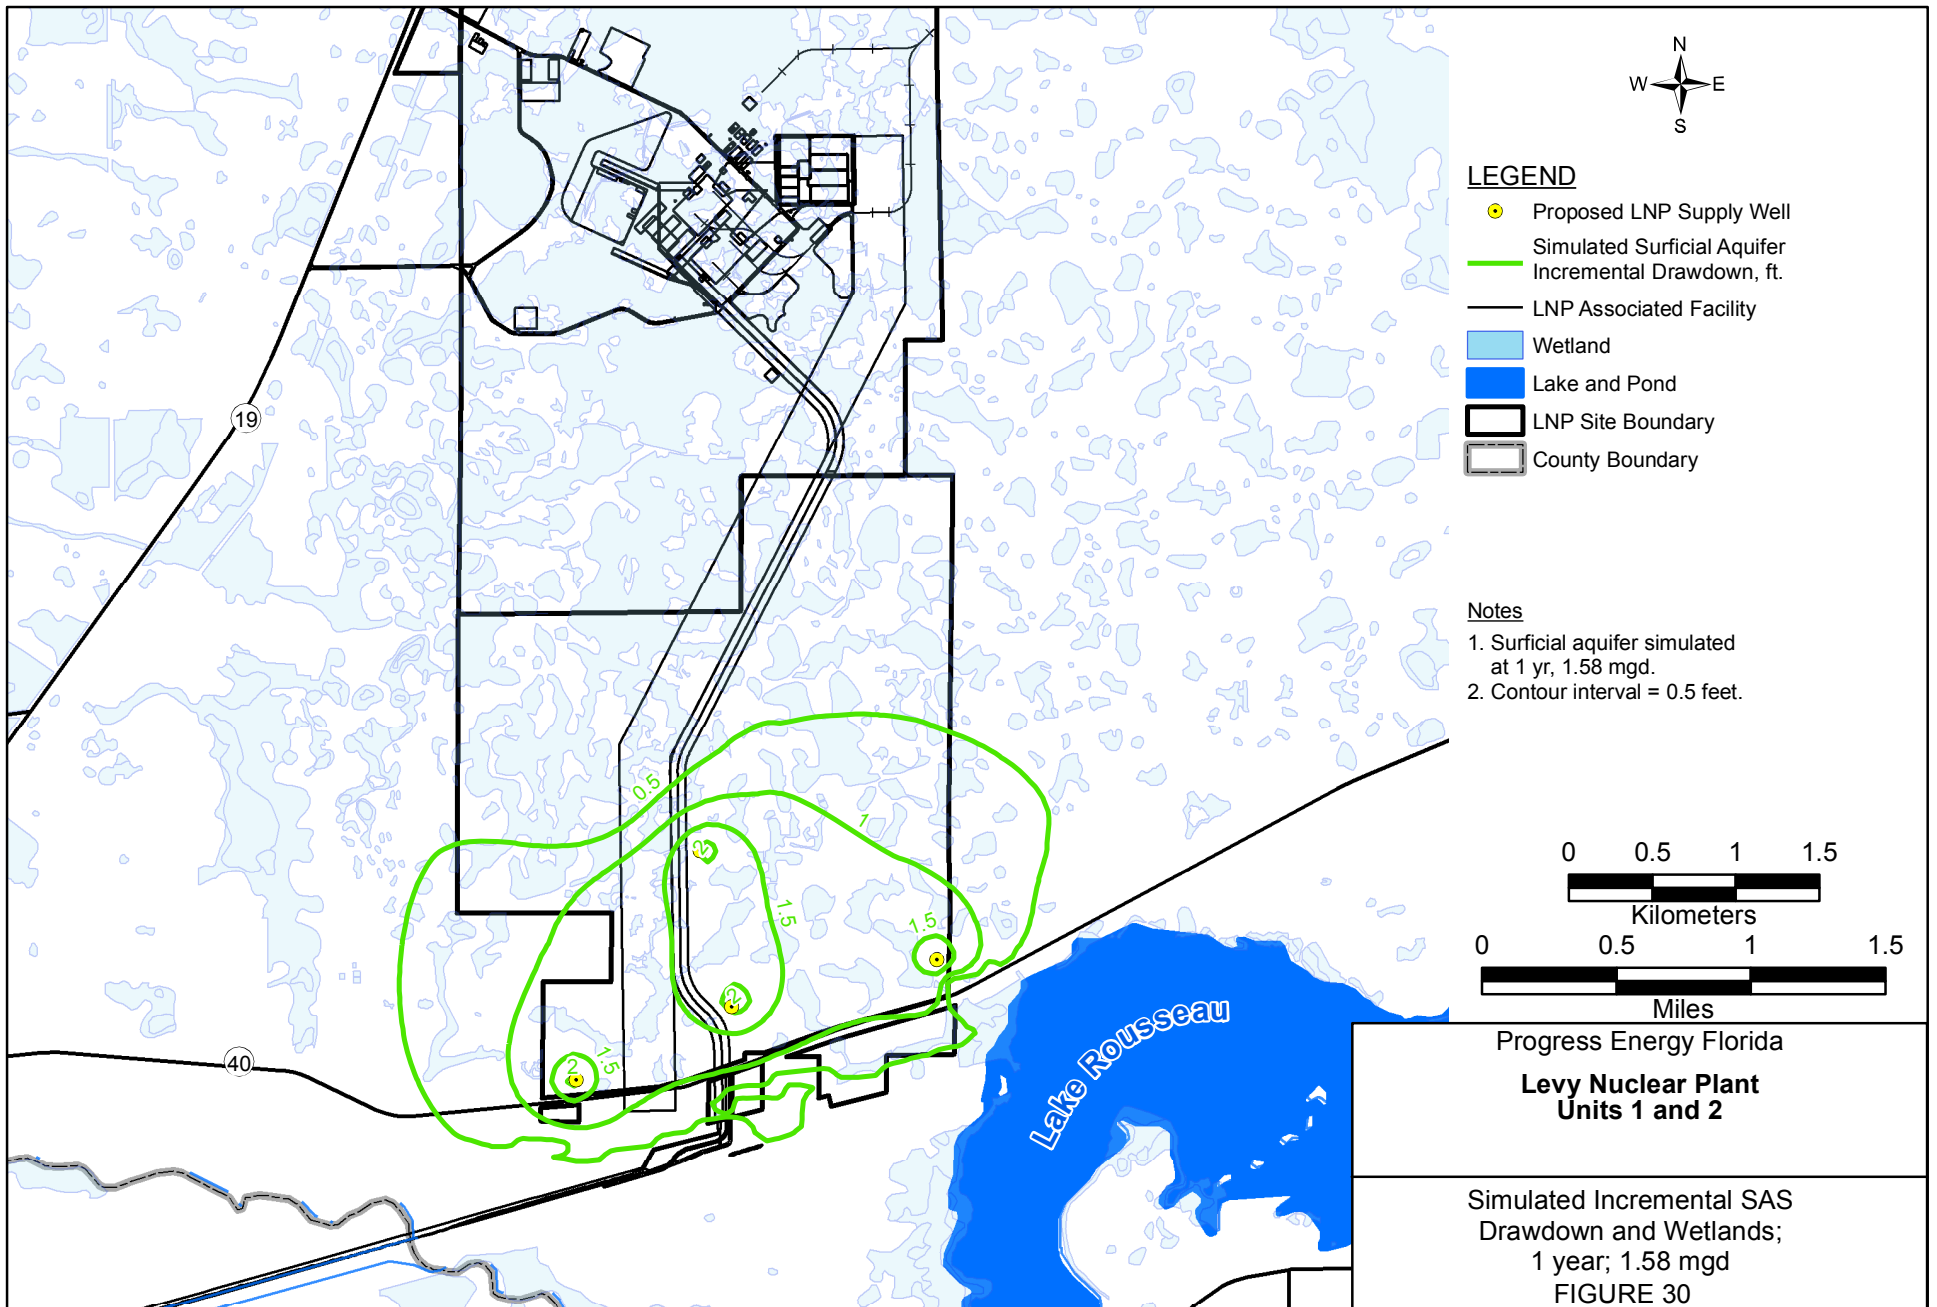 N
W E
S
LEGEND
Proposed LNP Supply Well
Simulated Surficial Aquifer
Incremental Drawdown, ft.
LNP Associated Facility
Wetland
Lake and Pond
LNP Site Boundary
County Boundary
Notes
1. Surficial aquifer simulated
at 1 yr, 1.58 mgd.
2. Contour interval = 0.5 feet.
19
0.5
1
2
1.5
1.5
2
2
1.5
40
Lake Rousseau
0 0.5 1 1.5
Kilometers
0 0.5 1 1.5
Miles
Progress Energy Florida
Levy Nuclear Plant
Units 1 and 2
Simulated Incremental SAS
Drawdown and Wetlands;
1 year; 1.58 mgd
FIGURE 30